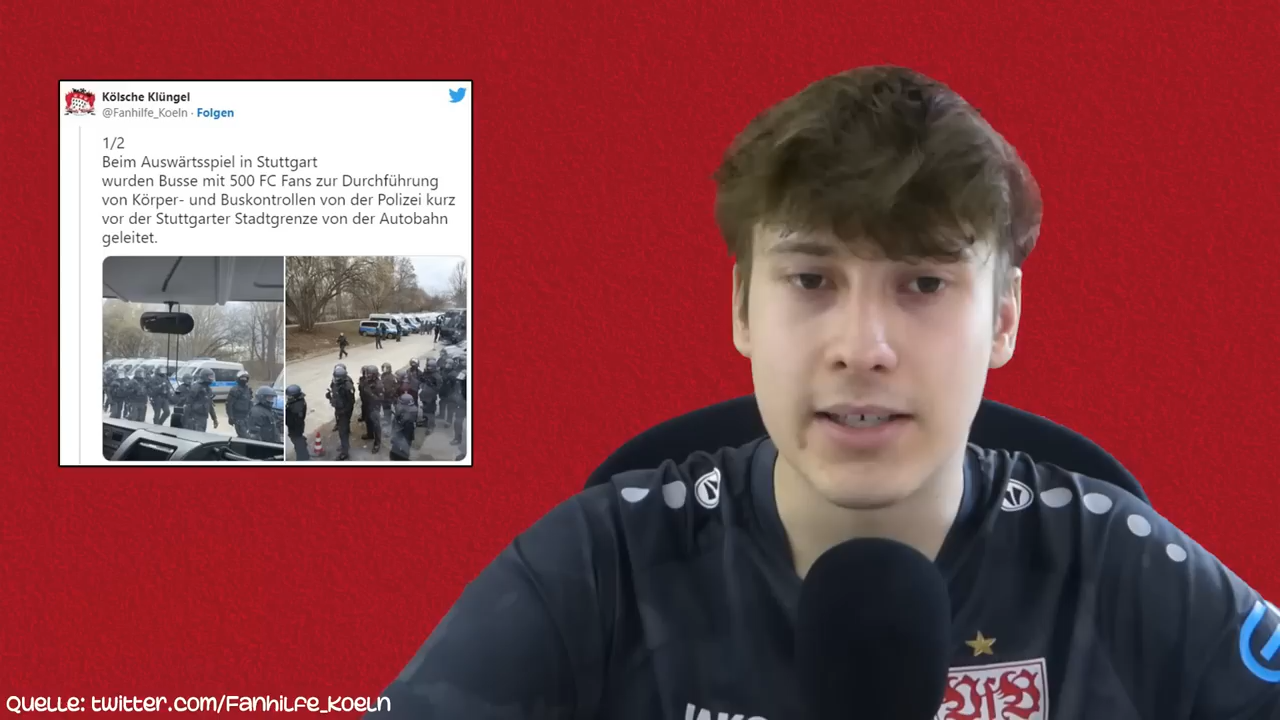 Kölsche Klüngel
@Fanhilfe_Koeln · Folgen
1/2
Beim Auswärtsspiel in Stuttgart
wurden Busse mit 500 FC Fans zur Durchführung
von Körper- und Buskontrollen von der Polizei kurz
vor der Stuttgarter Stadtgrenze von der Autobahn
geleitet.
VfB
Quelle: twitter.com/Fanhilfe_Koeln